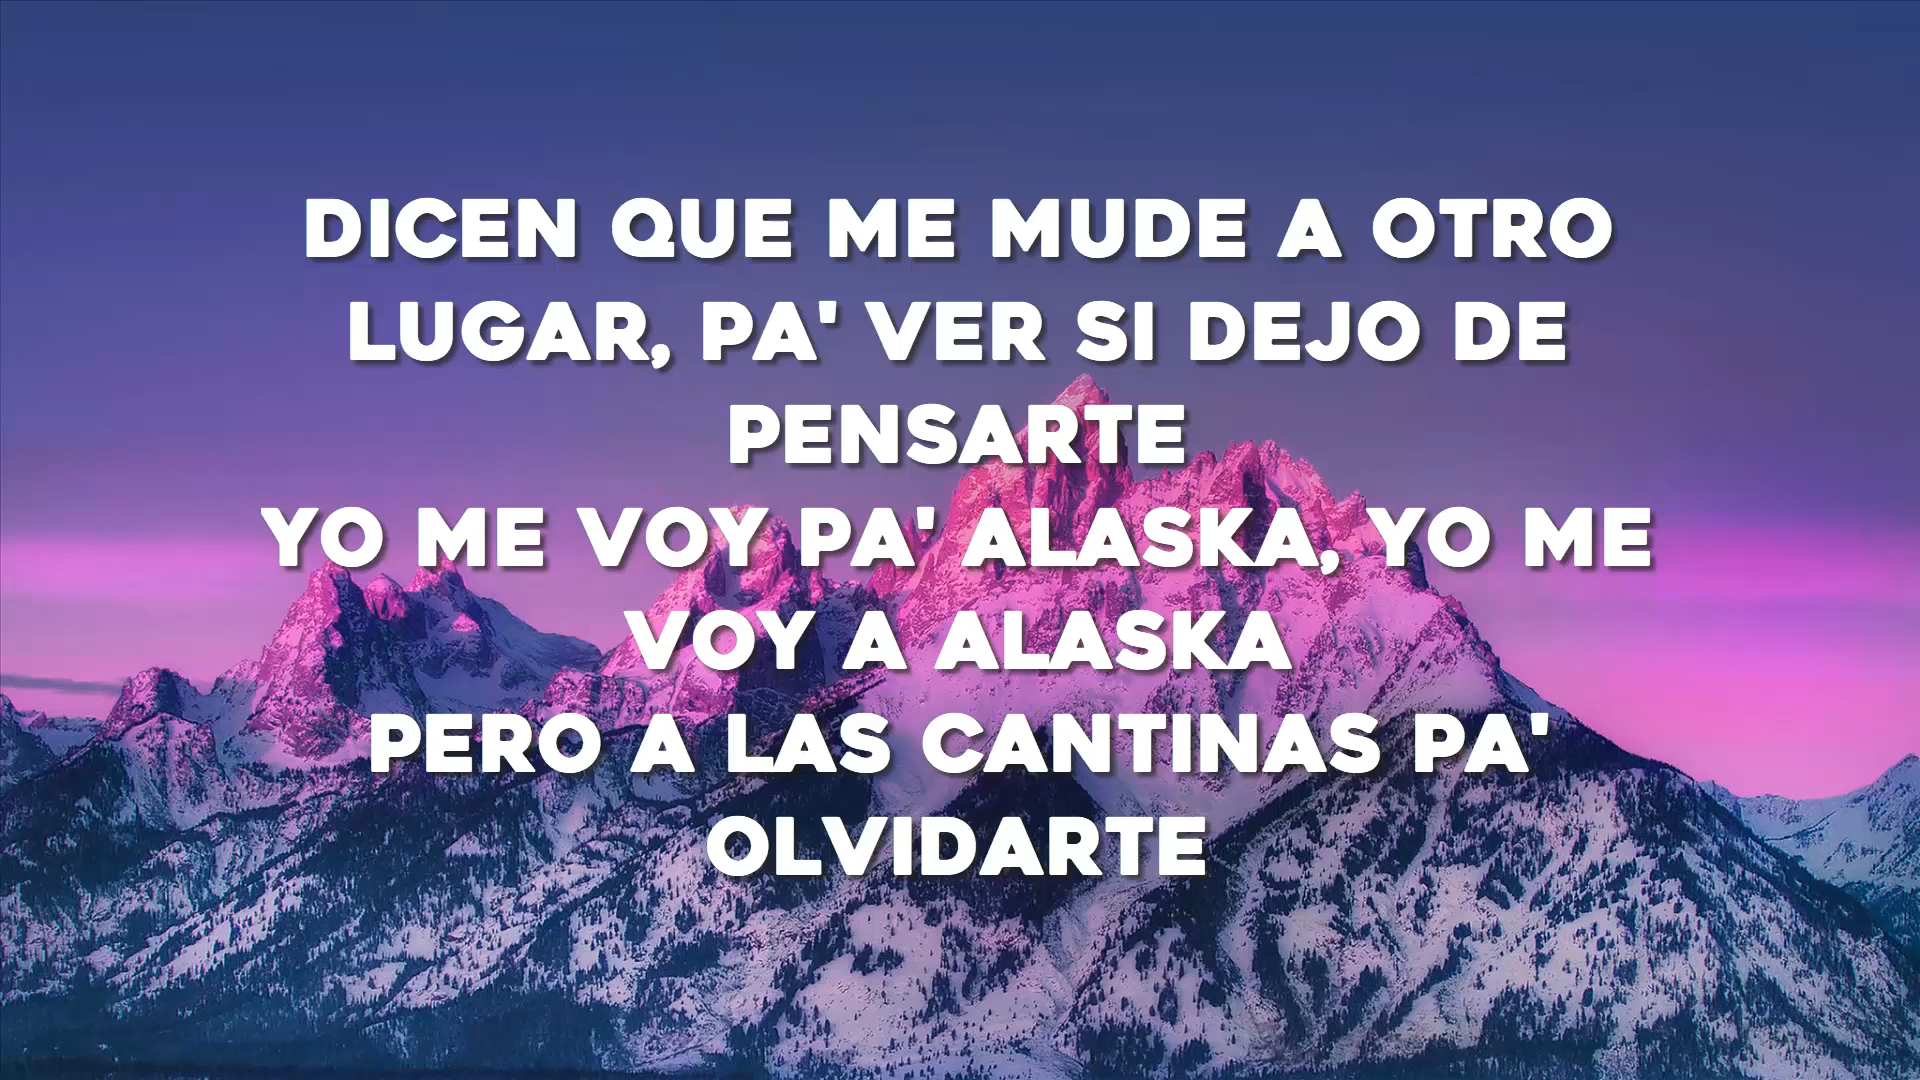 DICEN QUE ME MUDE A OTRO
LUGAR, PA' VER SI DEJO DE
PENSARTE
YO ME VOY PA' ALASKA, YO ME
VOY A ALASKA
PERO A LAS CANTINAS PA'
OLVIDARTE